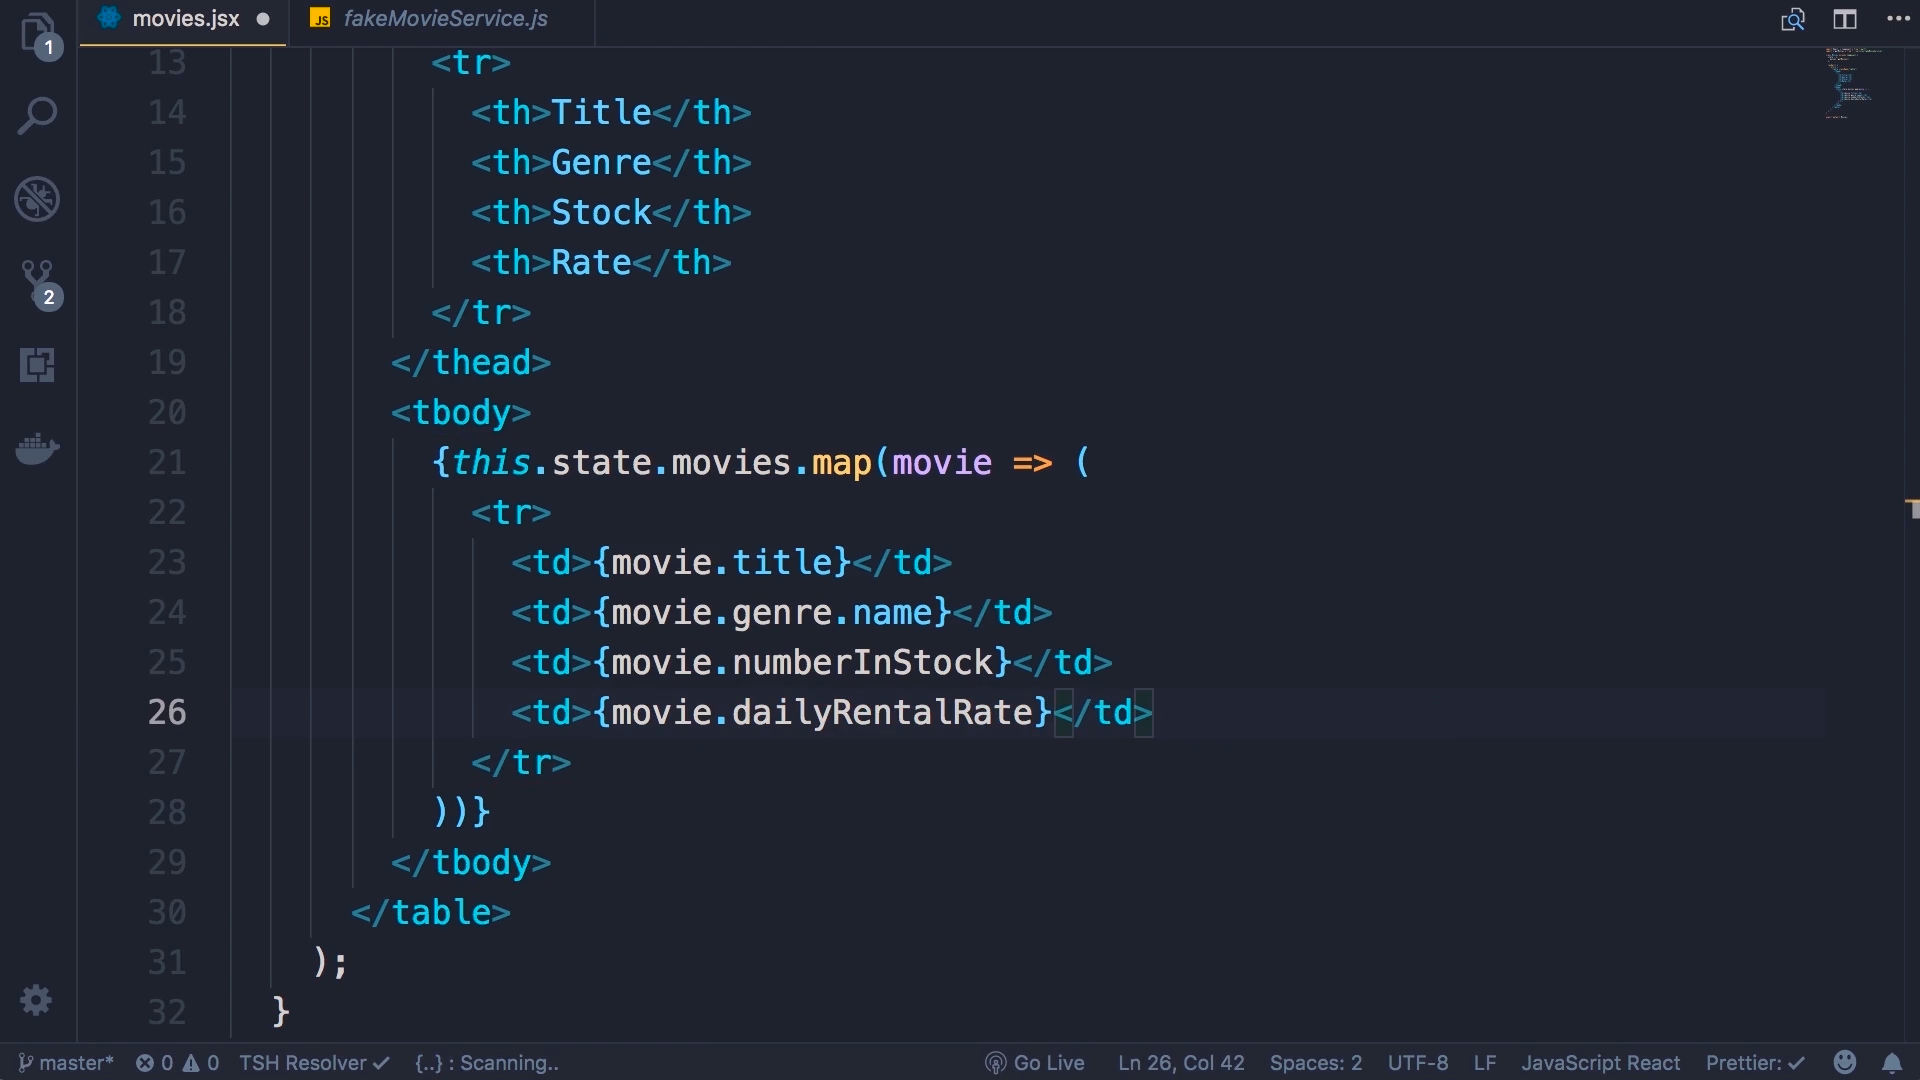 movies.jsx
JS fakeMovieService.js
1
2
13 <tr>
14 <th>Title</th>
15 <th>Genre</th>
16 <th>Stock</th>
17 <th>Rate</th>
18 </tr>
19 </thead>
20 <tbody>
21 {this.state.movies.map(movie => (
22 <tr>
23 <td>{movie.title}</td>
24 <td>{movie.genre.name}</td>
25 <td>{movie.numberInStock}</td>
26 <td>{movie.dailyRentalRate}</td>
27 </tr>
28 ))}
29 </tbody>
30 </table>
31 );
32 }
master* 0 0 TSH Resolver ✓ {..} : Scanning.. Go Live Ln 26, Col 42 Spaces: 2 UTF-8 LF JavaScript React Prettier: ✓